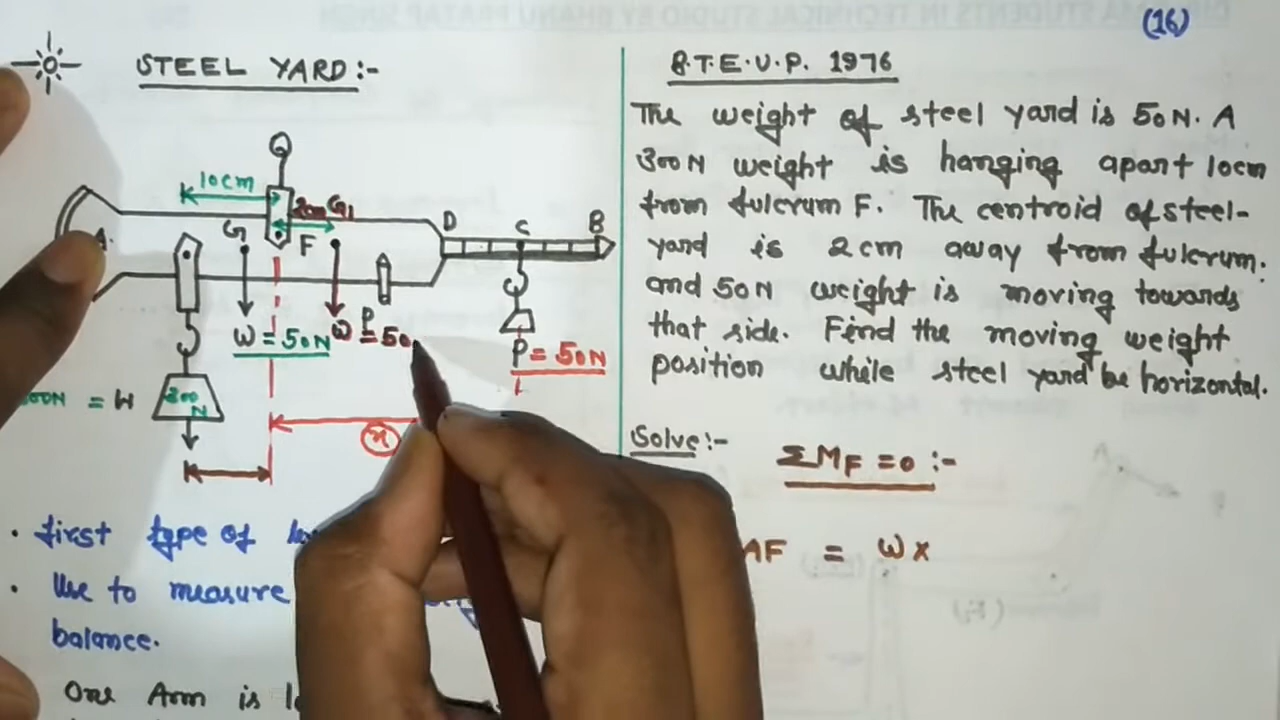 (16)
STEEL YARD:-
10cm
2cm G1
G
F
D
C
B
A.
W = 50N
W = 50
P
P = 50N
300N = W
300
N
x
• first type of
• Use to measure
balance.
One Arm is
B.T.E.U.P. 1976
The weight of steel yard is 50N. A
300N weight is hanging apart 10cm
from fulcrum F. The centroid of steel-
yard is 2cm away from fulcrum.
and 50N weight is moving towards
that side. Find the moving weight
position while steel yard be horizontal.
Solve:-
ΣMF = 0 :-
AF = WX